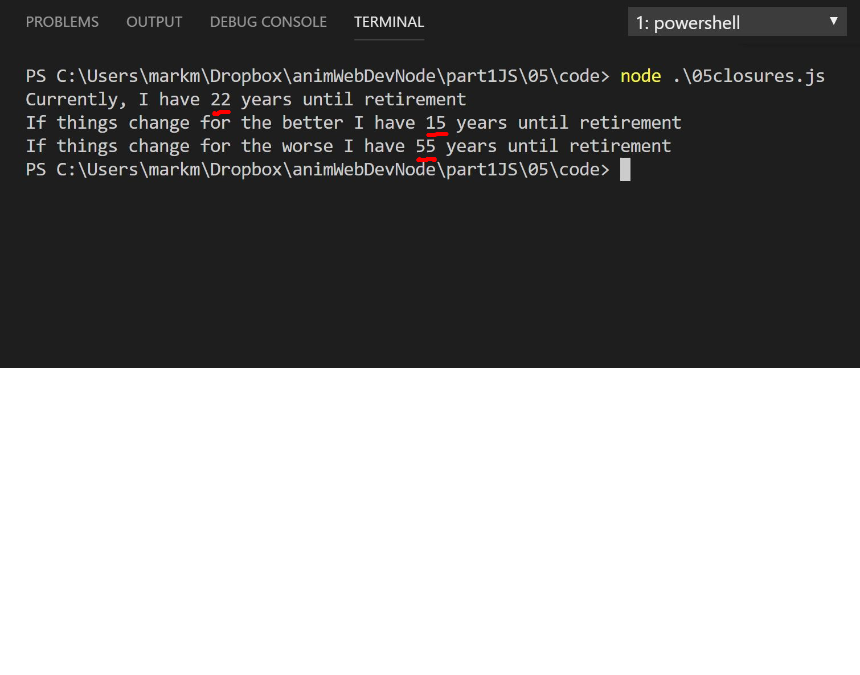 PROBLEMS OUTPUT DEBUG CONSOLE TERMINAL 1: powershell
PS C:\Users\markm\Dropbox\animWebDevNode\part1JS\05\code> node .\05closures.js
Currently, I have 22 years until retirement
If things change for the better I have 15 years until retirement
If things change for the worse I have 55 years until retirement
PS C:\Users\markm\Dropbox\animWebDevNode\part1JS\05\code>